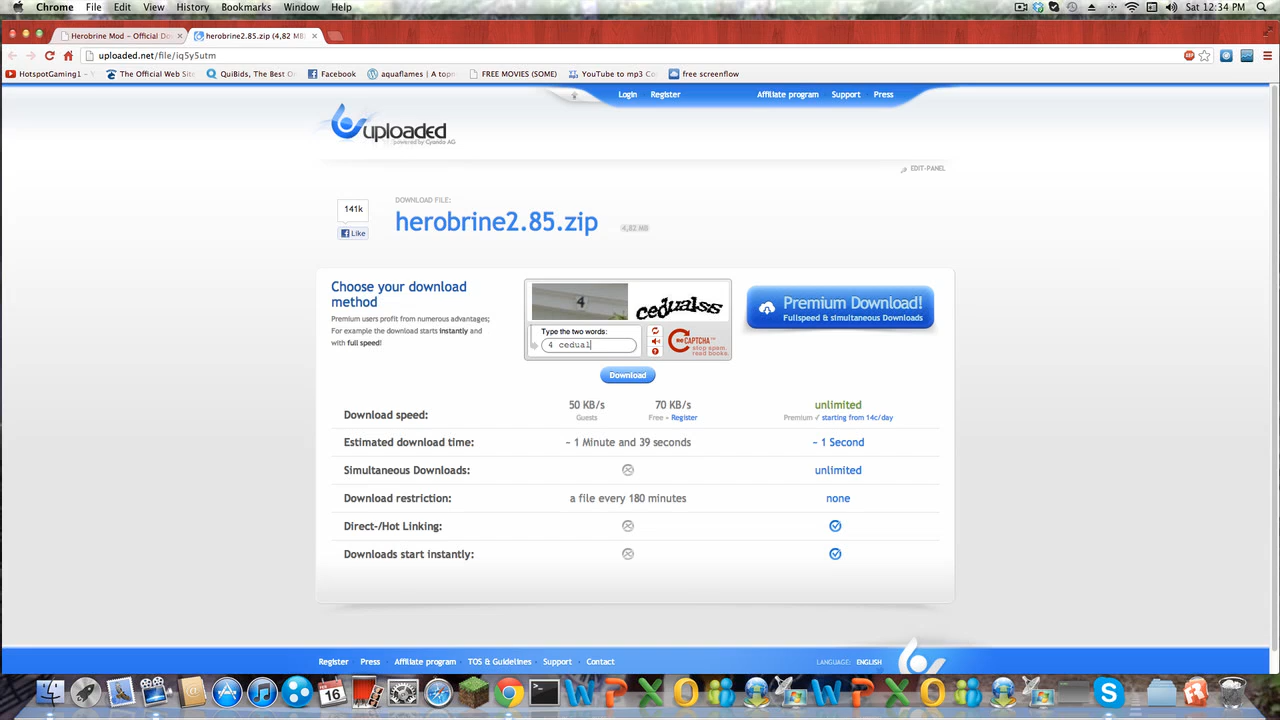 Chrome File Edit View History Bookmarks Window Help Sat 12:34 PM
Herobrine Mod – Official Do herobrine2.85.zip (4,82 MB
uploaded.net/file/iq5y5utm
HotspotGaming1 - The Official Web Site QuiBids, The Best O Facebook aquaflames | A top FREE MOVIES (SOME) YouTube to mp3 Co free screenflow
Login Register Affiliate program Support Press
uploaded
powered by Cyando AG
EDIT-PANEL
141k
Like
DOWNLOAD FILE:
herobrine2.85.zip 4,82 MB
Choose your download
method
Premium users profit from numerous advantages;
For example the download starts instantly and
with full speed!
4
Type the two words:
4 cedual
reCAPTCHA™
stop spam.
read books.
Download
Premium Download!
Fullspeed & simultaneous Downloads
Download speed: 50 KB/s 70 KB/s unlimited
Guests Free - Register Premium √ starting from 14c/day
Estimated download time: ~ 1 Minute and 39 seconds ~ 1 Second
Simultaneous Downloads: unlimited
Download restriction: a file every 180 minutes none
Direct-/Hot Linking:
Downloads start instantly:
Register Press Affiliate program TOS & Guidelines Support Contact LANGUAGE: ENGLISH
16